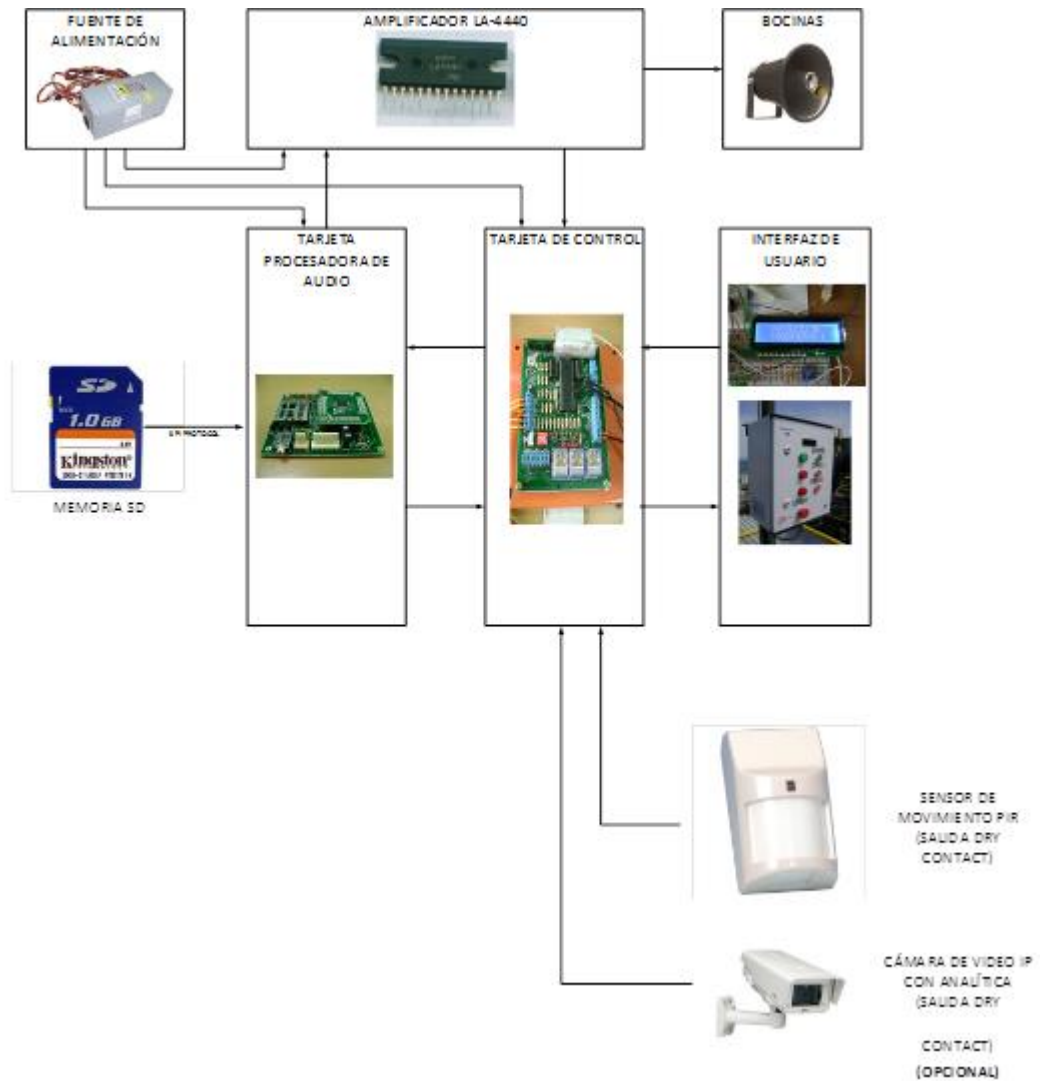 FUENTE DE
ALIMENTACIÓN
AMPLIFICADOR LA-4440
BOCINAS
TARJETA
PROCESADORA DE
AUDIO
TARJETA DE CONTROL
INTERFAZ DE
USUARIO
SD
1.0 GB
Kingston
PROTOCOL
MEMORIA SD
SENSOR DE
MOVIMIENTO PIR
(SALIDA DRY
CONTACT)
CÁMARA DE VIDEO IP
CON ANALÍTICA
(SALIDA DRY
CONTACT)
(OPCIONAL)